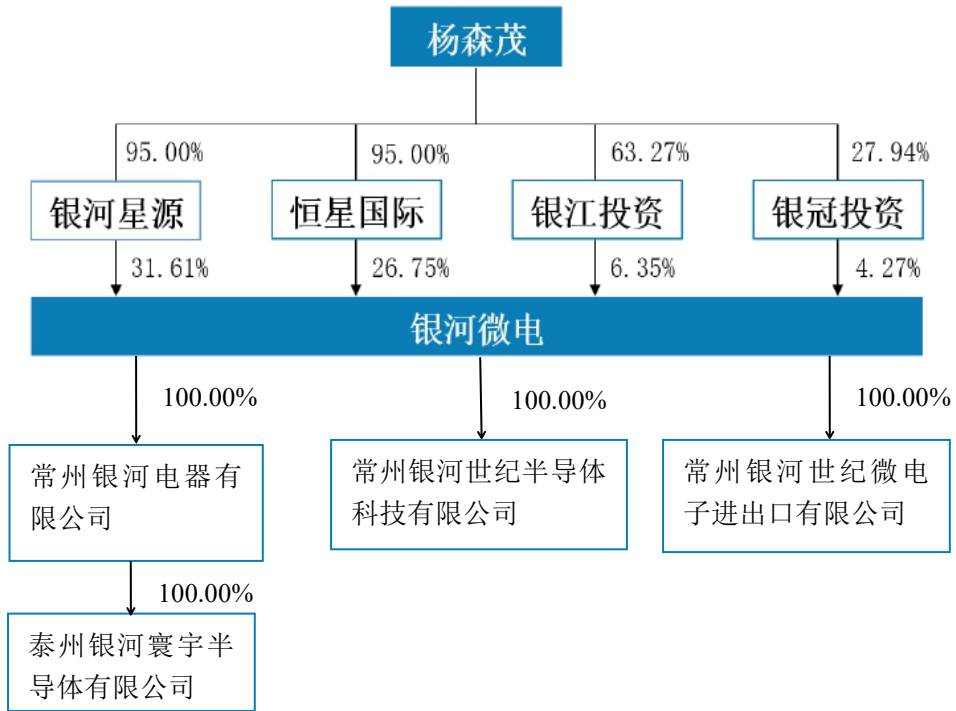 杨森茂
95.00%
95.00%
63.27%
27.94%
银河星源
恒星国际
银江投资
银冠投资
31.61%
26.75%
6.35%
4.27%
银河微电
100.00%
100.00%
100.00%
常州银河电器有
限公司
常州银河世纪半导体
科技有限公司
常州银河世纪微电
子进出口有限公司
100.00%
泰州银河寰宇半
导体有限公司